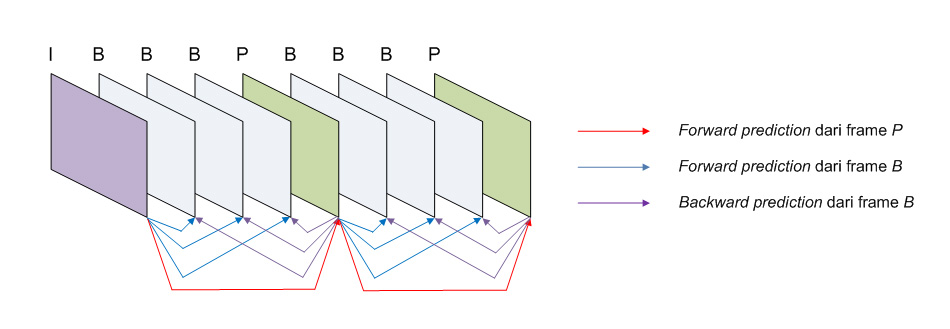 I B B B P B B B P
Forward prediction dari frame P
Forward prediction dari frame B
Backward prediction dari frame B